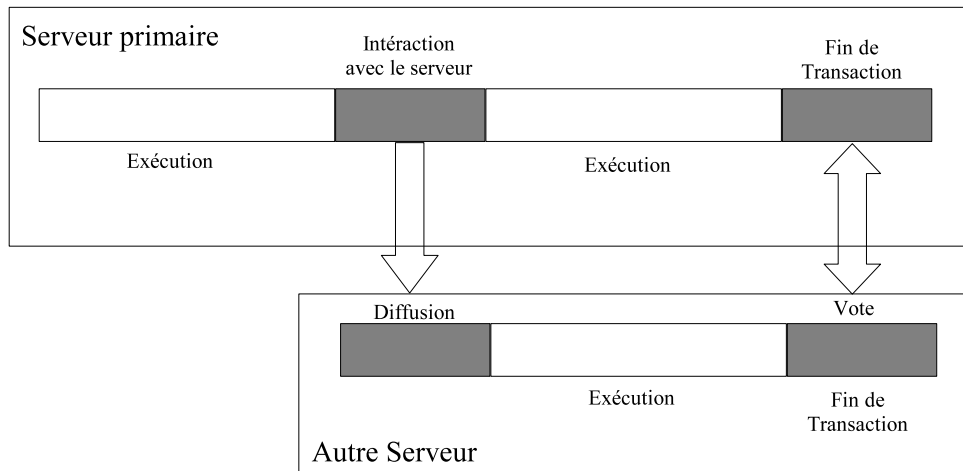 Serveur primaire
Intéraction
avec le serveur
Fin de
Transaction
Exécution
Exécution
Diffusion
Vote
Exécution
Fin de
Transaction
Autre Serveur